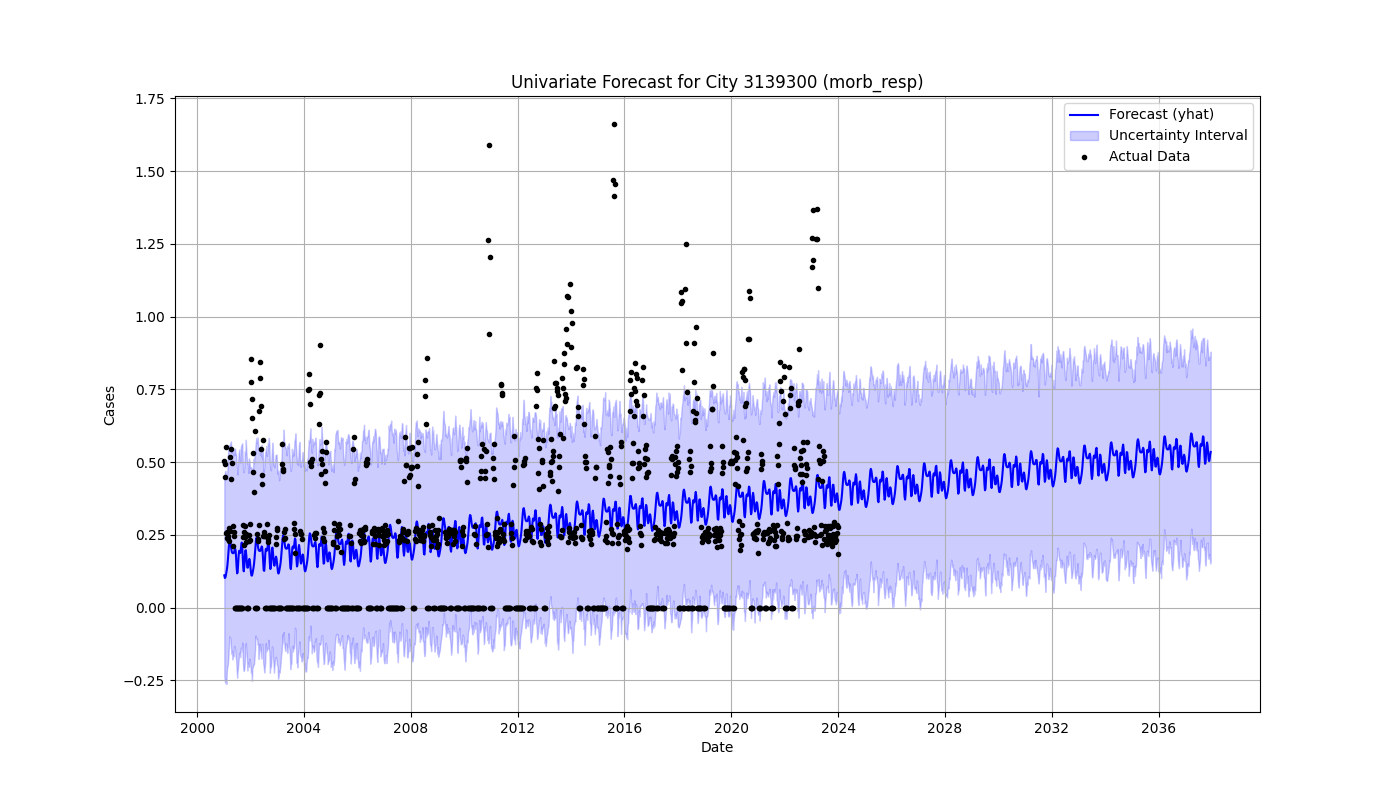 Univariate Forecast for City 3139300 (morb_resp)
Forecast (yhat)
Uncertainty Interval
Actual Data
Cases
1.75
1.50
1.25
1.00
0.75
0.50
0.25
0.00
−0.25
2000 2004 2008 2012 2016 2020 2024 2028 2032 2036
Date